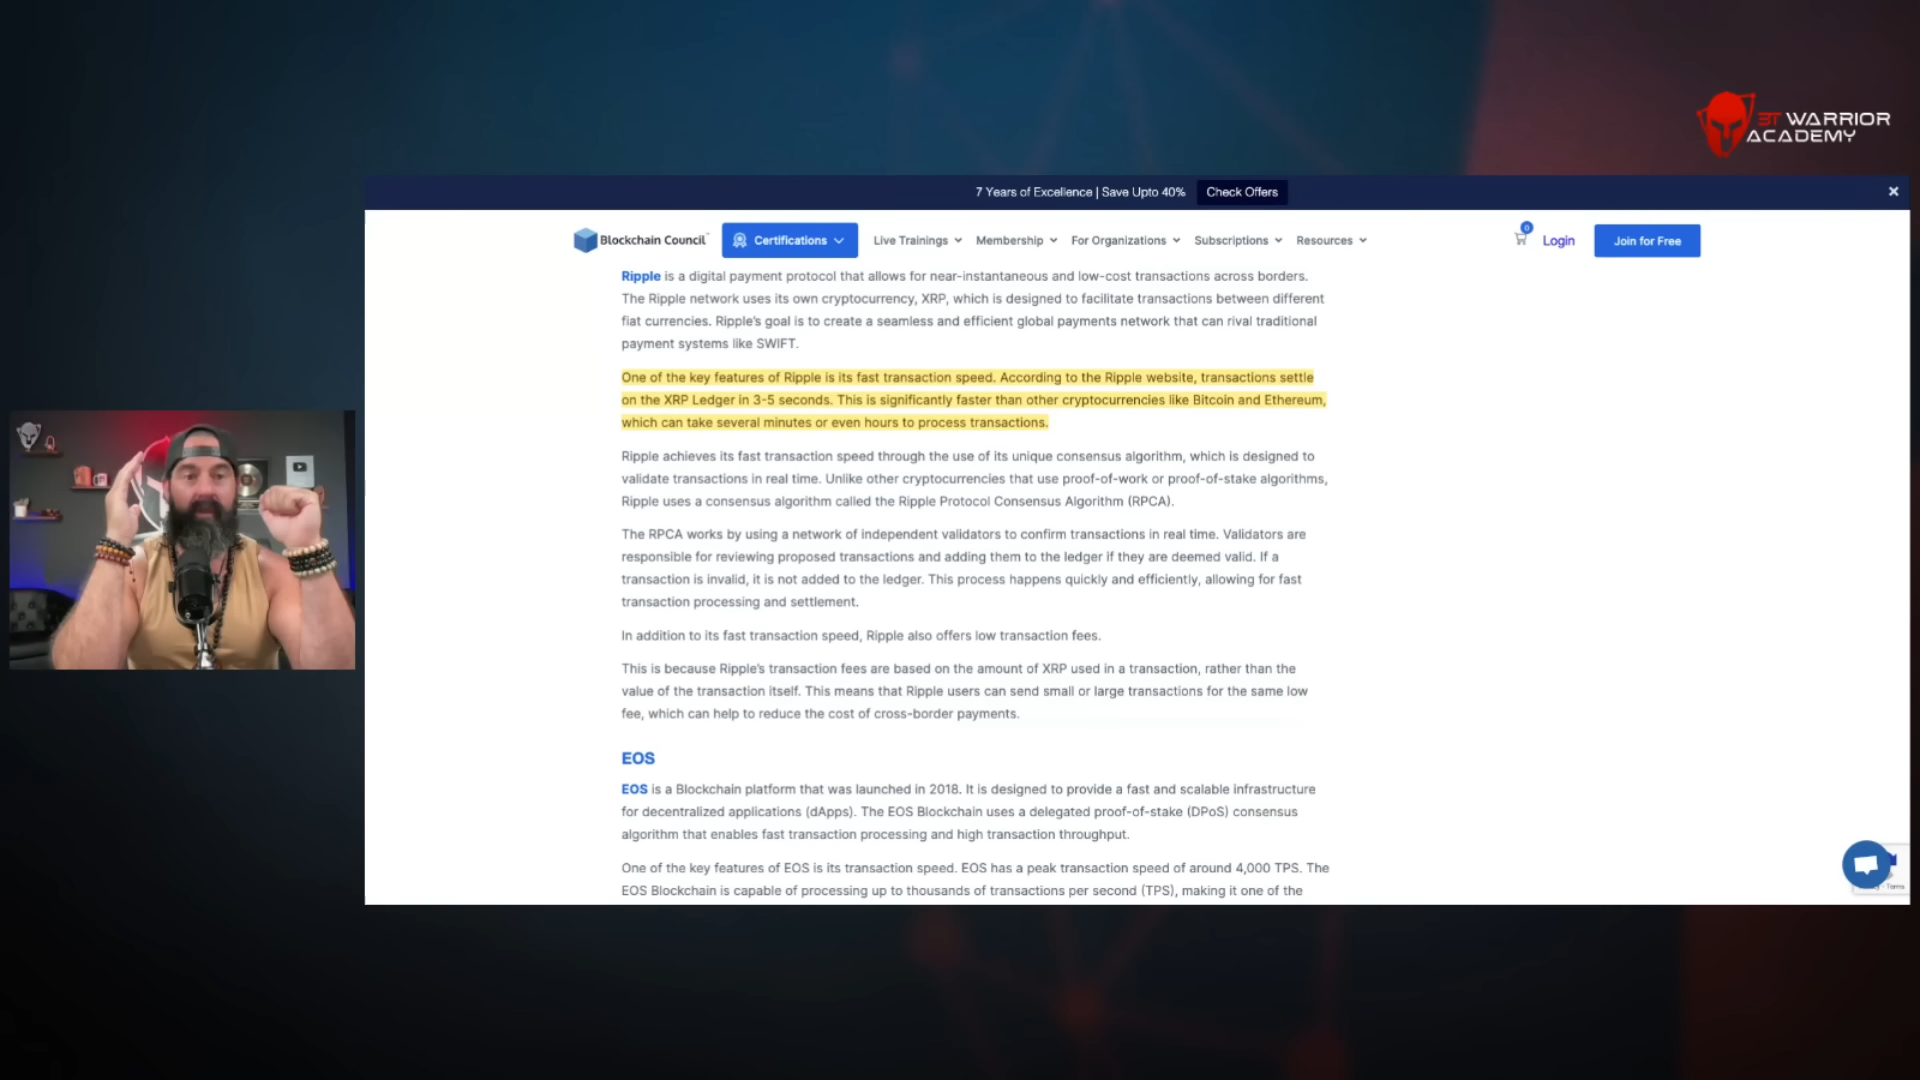 3T WARRIOR
ACADEMY
7 Years of Excellence | Save Upto 40% Check Offers
Blockchain Council Certifications Live Trainings Membership For Organizations Subscriptions Resources 0 Login Join for Free
Ripple is a digital payment protocol that allows for near-instantaneous and low-cost transactions across borders.
The Ripple network uses its own cryptocurrency, XRP, which is designed to facilitate transactions between different
fiat currencies. Ripple's goal is to create a seamless and efficient global payments network that can rival traditional
payment systems like SWIFT.
One of the key features of Ripple is its fast transaction speed. According to the Ripple website, transactions settle
on the XRP Ledger in 3-5 seconds. This is significantly faster than other cryptocurrencies like Bitcoin and Ethereum,
which can take several minutes or even hours to process transactions.
Ripple achieves its fast transaction speed through the use of its unique consensus algorithm, which is designed to
validate transactions in real time. Unlike other cryptocurrencies that use proof-of-work or proof-of-stake algorithms,
Ripple uses a consensus algorithm called the Ripple Protocol Consensus Algorithm (RPCA).
The RPCA works by using a network of independent validators to confirm transactions in real time. Validators are
responsible for reviewing proposed transactions and adding them to the ledger if they are deemed valid. If a
transaction is invalid, it is not added to the ledger. This process happens quickly and efficiently, allowing for fast
transaction processing and settlement.
In addition to its fast transaction speed, Ripple also offers low transaction fees.
This is because Ripple's transaction fees are based on the amount of XRP used in a transaction, rather than the
value of the transaction itself. This means that Ripple users can send small or large transactions for the same low
fee, which can help to reduce the cost of cross-border payments.
EOS
EOS is a Blockchain platform that was launched in 2018. It is designed to provide a fast and scalable infrastructure
for decentralized applications (dApps). The EOS Blockchain uses a delegated proof-of-stake (DPoS) consensus
algorithm that enables fast transaction processing and high transaction throughput.
One of the key features of EOS is its transaction speed. EOS has a peak transaction speed of around 4,000 TPS. The
EOS Blockchain is capable of processing up to thousands of transactions per second (TPS), making it one of the
Terms